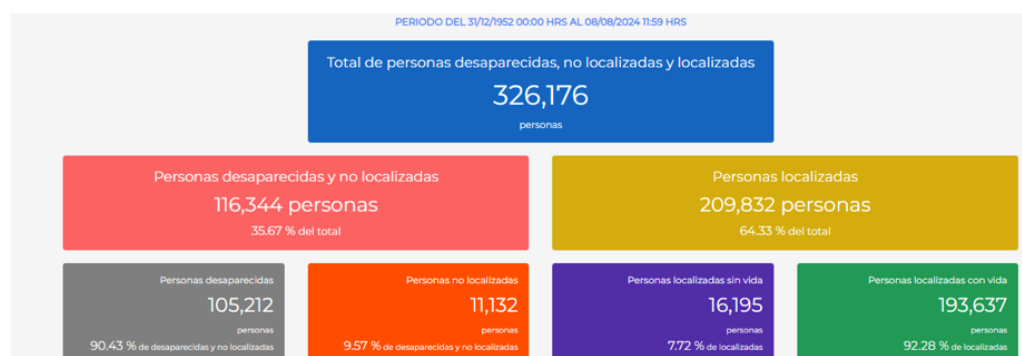 PERIODO DEL 31/12/1952 00:00 HRS AL 08/08/2024 11:59 HRS
Total de personas desaparecidas, no localizadas y localizadas
326,176
personas
Personas desaparecidas y no localizadas
116,344 personas
35.67 % del total
Personas localizadas
209,832 personas
64.33 % del total
Personas desaparecidas
105,212
personas
90.43 % de desaparecidas y no localizadas
Personas no localizadas
11,132
personas
9.57 % de desaparecidas y no localizadas
Personas localizadas sin vida
16,195
personas
7.72 % de localizadas
Personas localizadas con vida
193,637
personas
92.28 % de localizadas